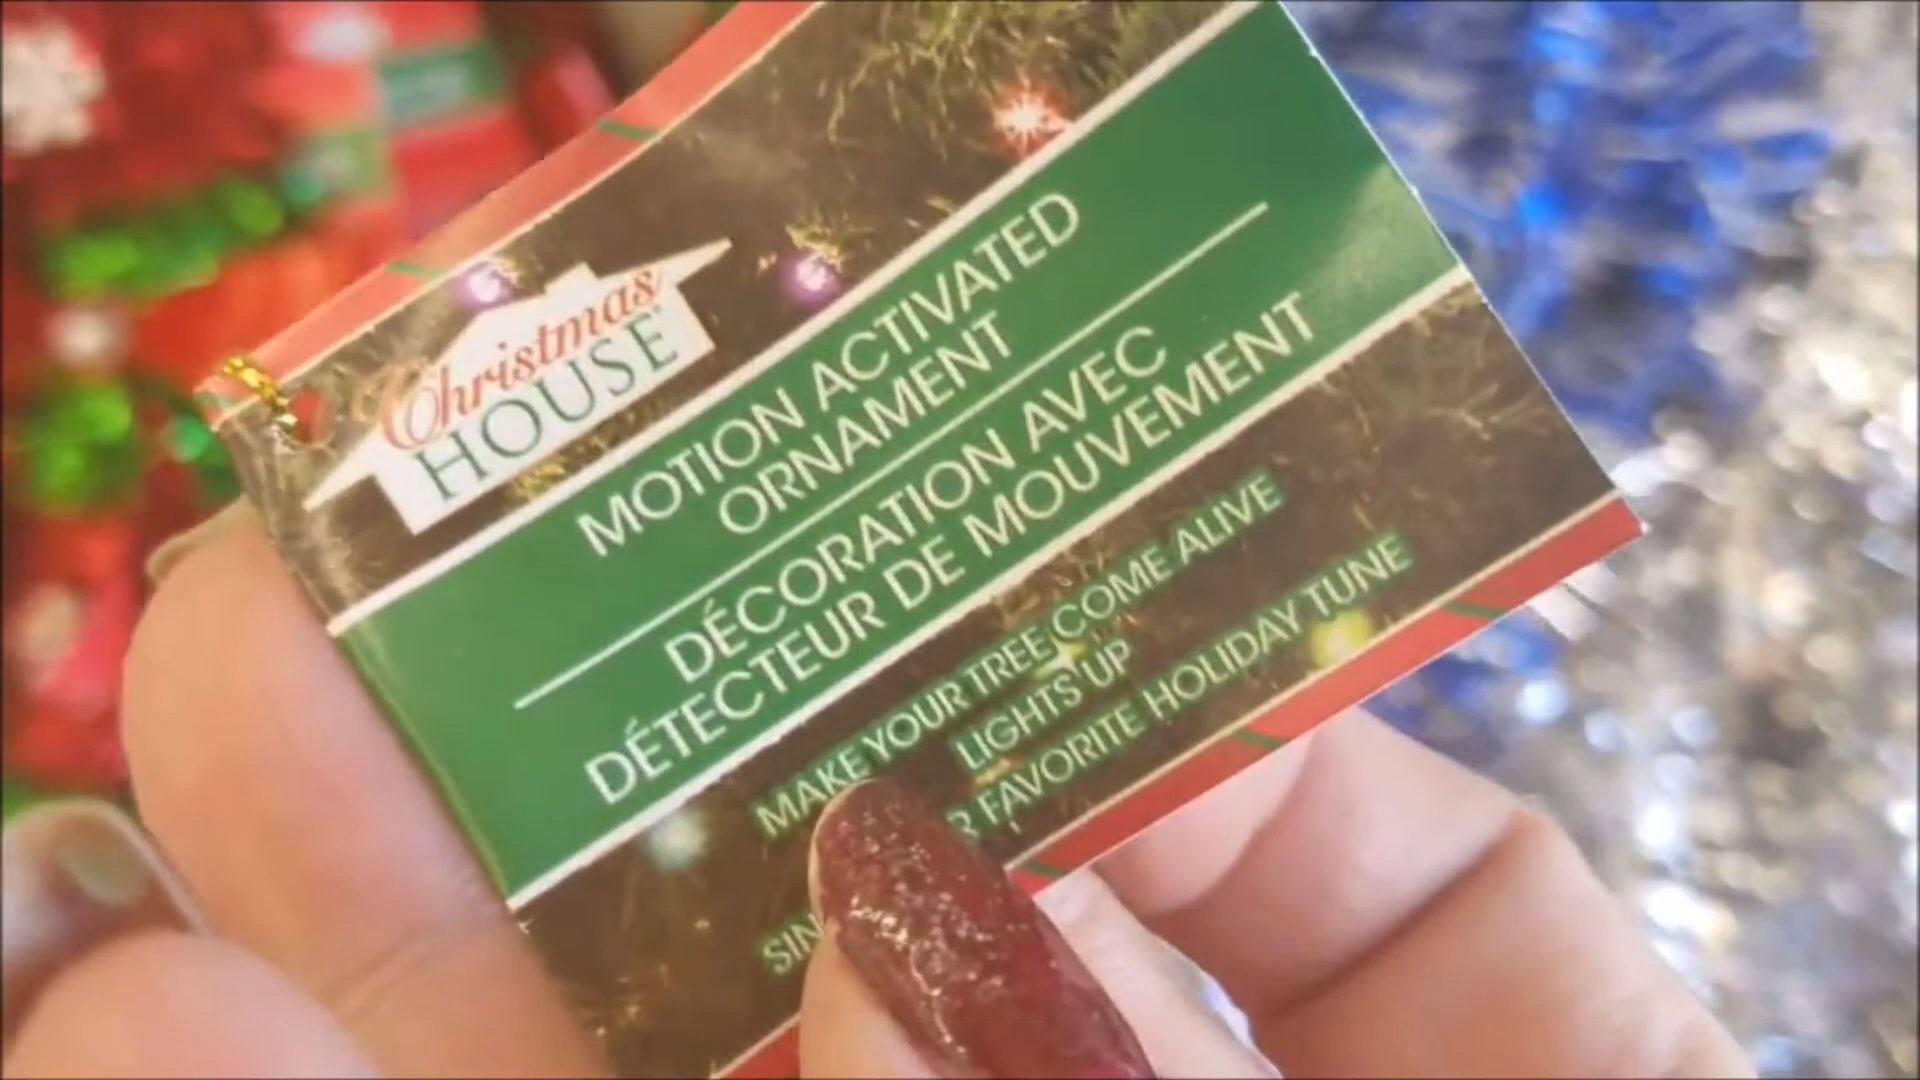 Christmas
HOUSE
MOTION ACTIVATED
ORNAMENT
DÉCORATION AVEC
DÉTECTEUR DE MOUVEMENT
MAKE YOUR TREE COME ALIVE
LIGHTS UP
FAVORITE HOLIDAY TUNE